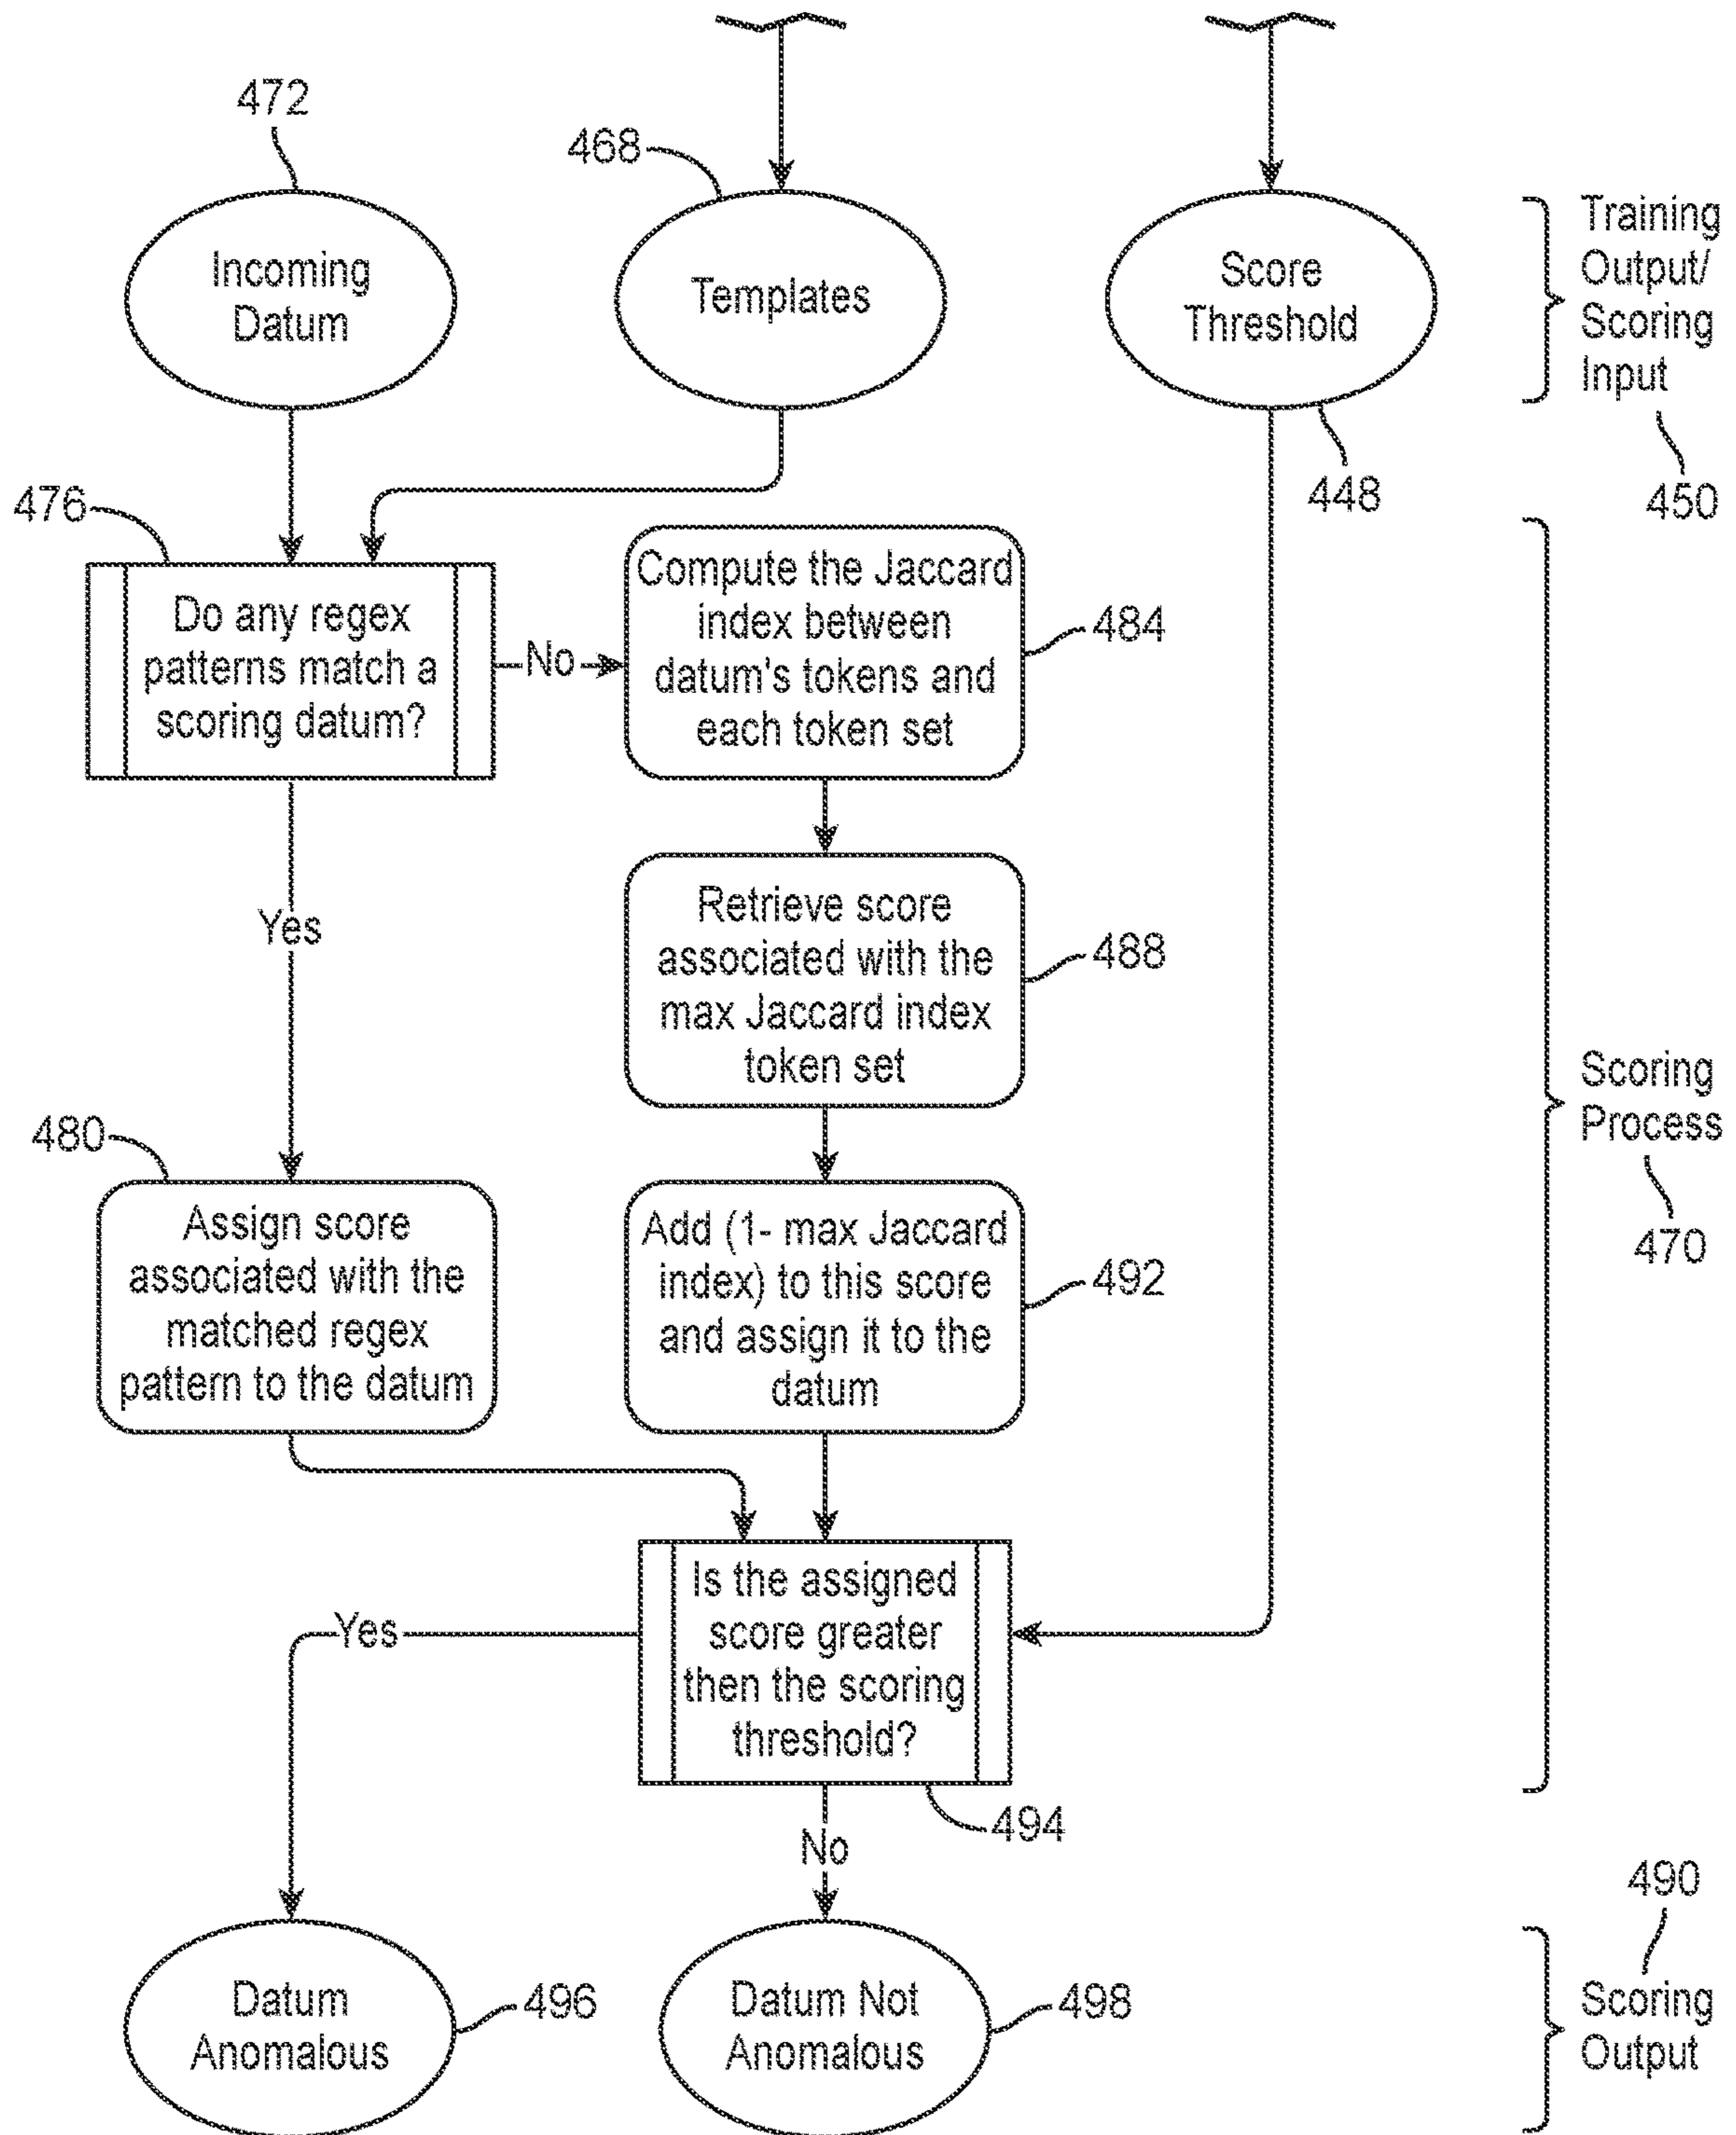 472
468
Incoming
Datum
Templates
Score
Threshold
Training
Output/
Scoring
Input
448
450
476
Do any regex
patterns match a
scoring datum?
No
Compute the Jaccard
index between
datum's tokens and
each token set
484
Yes
Retrieve score
associated with the
max Jaccard index
token set
488
Scoring
Process
470
480
Assign score
associated with the
matched regex
pattern to the datum
Add (1- max Jaccard
index) to this score
and assign it to the
datum
492
Yes
Is the assigned
score greater
then the scoring
threshold?
494
No
490
Datum
Anomalous
496
Datum Not
Anomalous
498
Scoring
Output